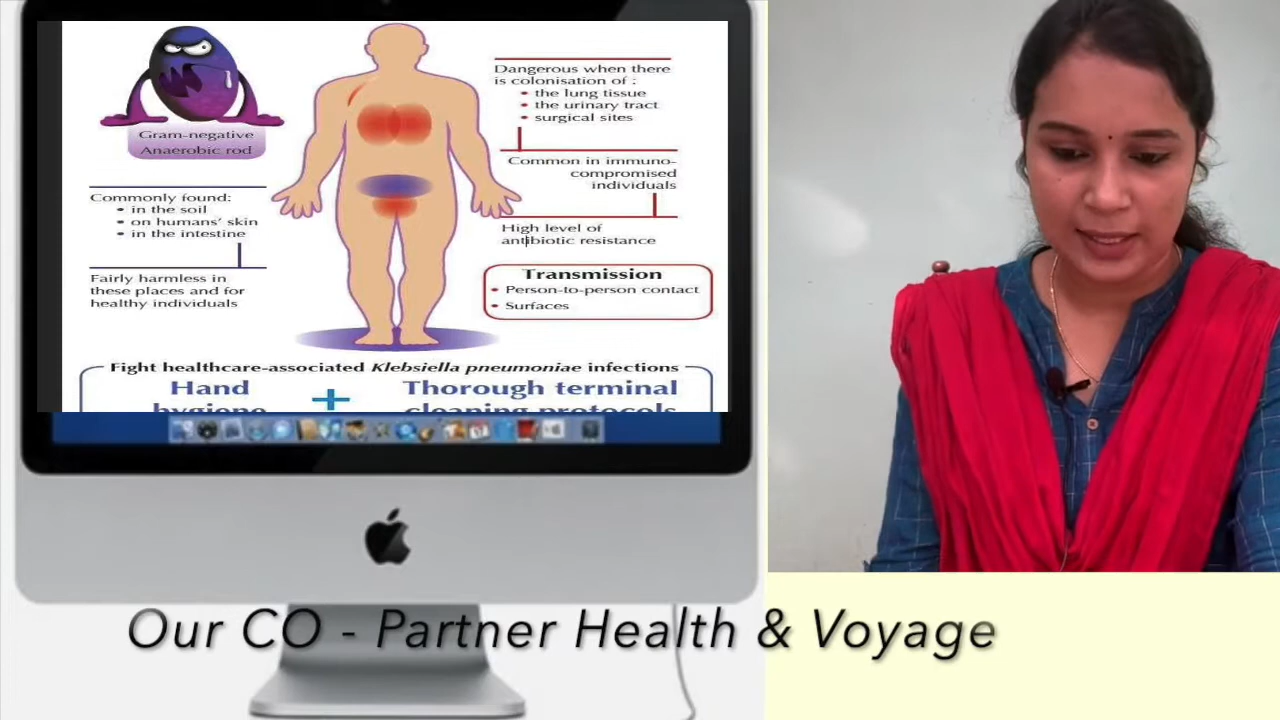 Gram-negative
Anaerobic rod
Commonly found:
• in the soil
• on humans' skin
• in the intestine
Fairly harmless in
these places and for
healthy individuals
Dangerous when there
is colonisation of :
• the lung tissue
• the urinary tract
• surgical sites
Common in immuno-
compromised
individuals
High level of
antibiotic resistance
Transmission
• Person-to-person contact
• Surfaces
Fight healthcare-associated Klebsiella pneumoniae infections
Hand
hygiene
+
Thorough terminal
cleaning protocols
Our CO - Partner Health & Voyage